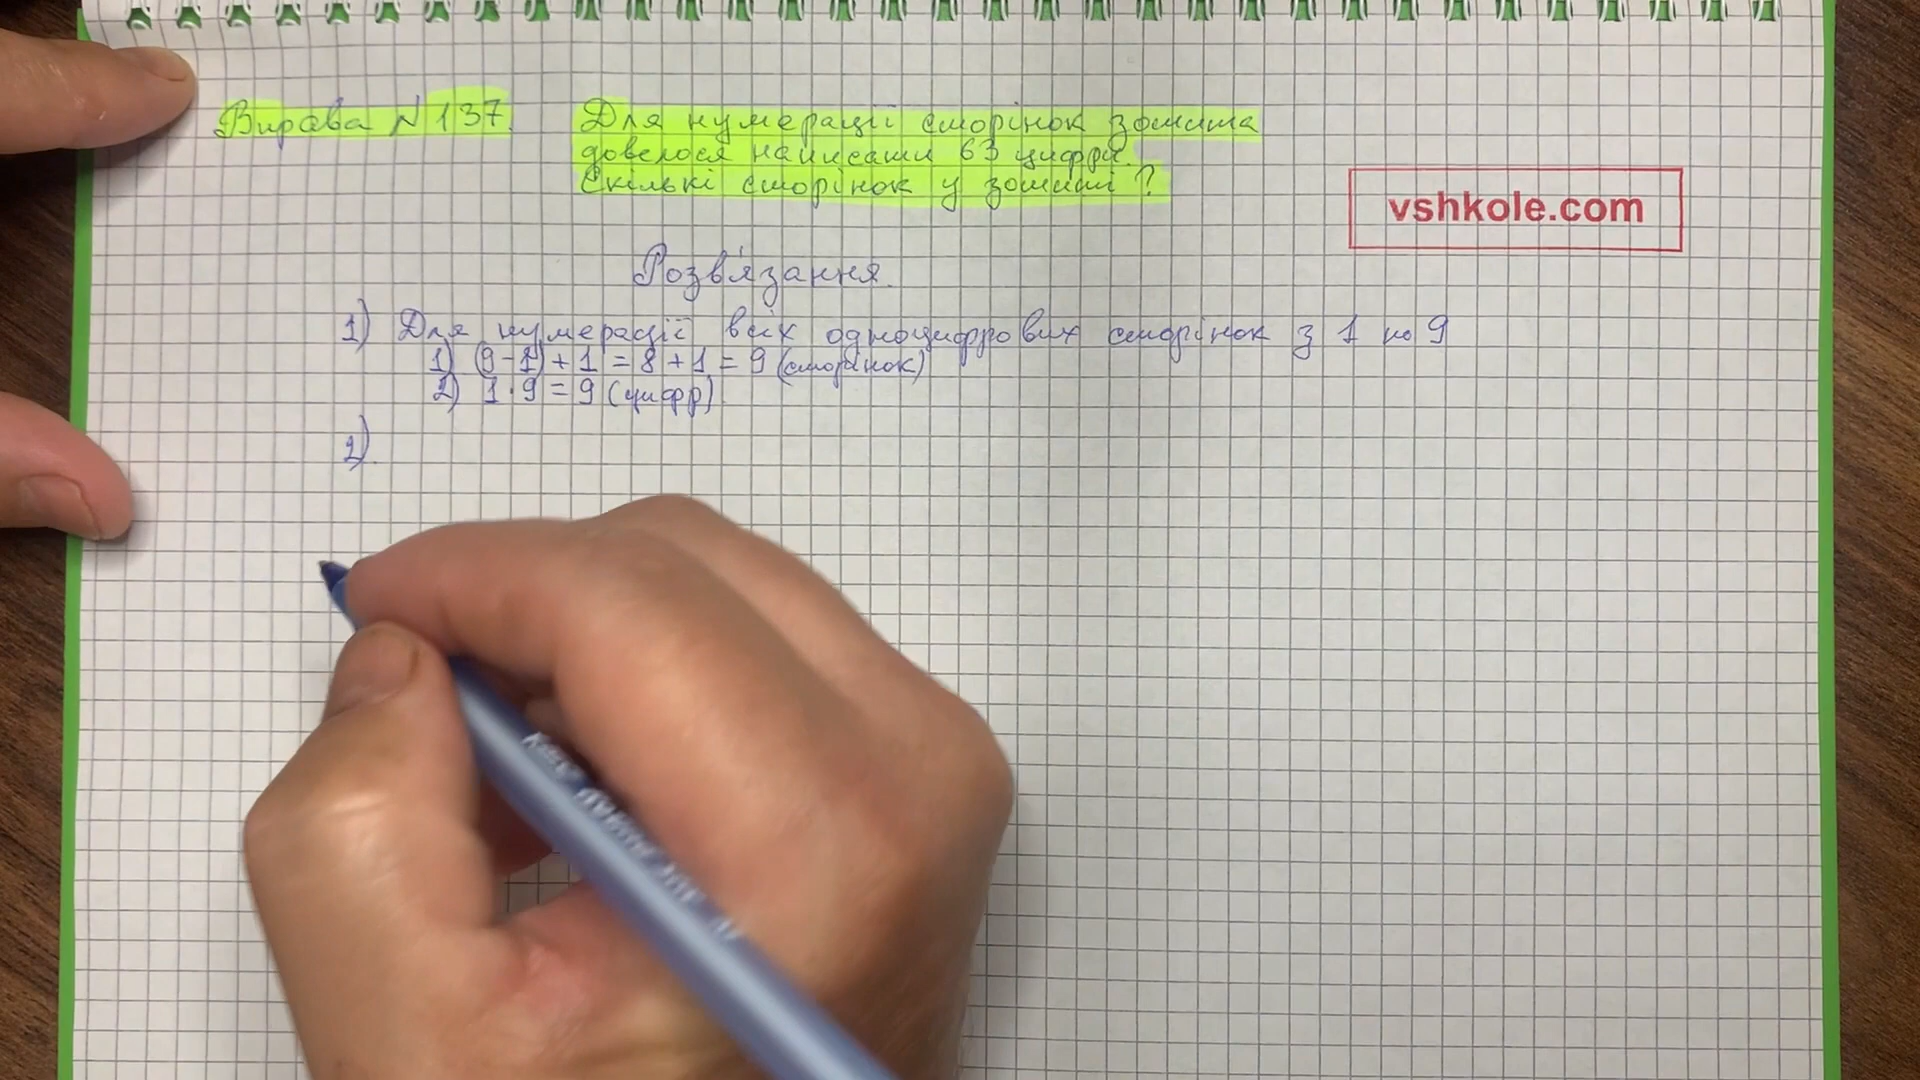 Вправа № 137.
Для нумерації сторінок зошита
довелося написати 63 цифри.
Скількі сторінок у зошиті?
vshkole.com
Розв'язання.
1) Для нумерації всіх одноцифрових сторінок з 1 по 9
1) (9-1)+1=8+1=9 (сторінок)
2) 1·9=9 (цифр)
2)